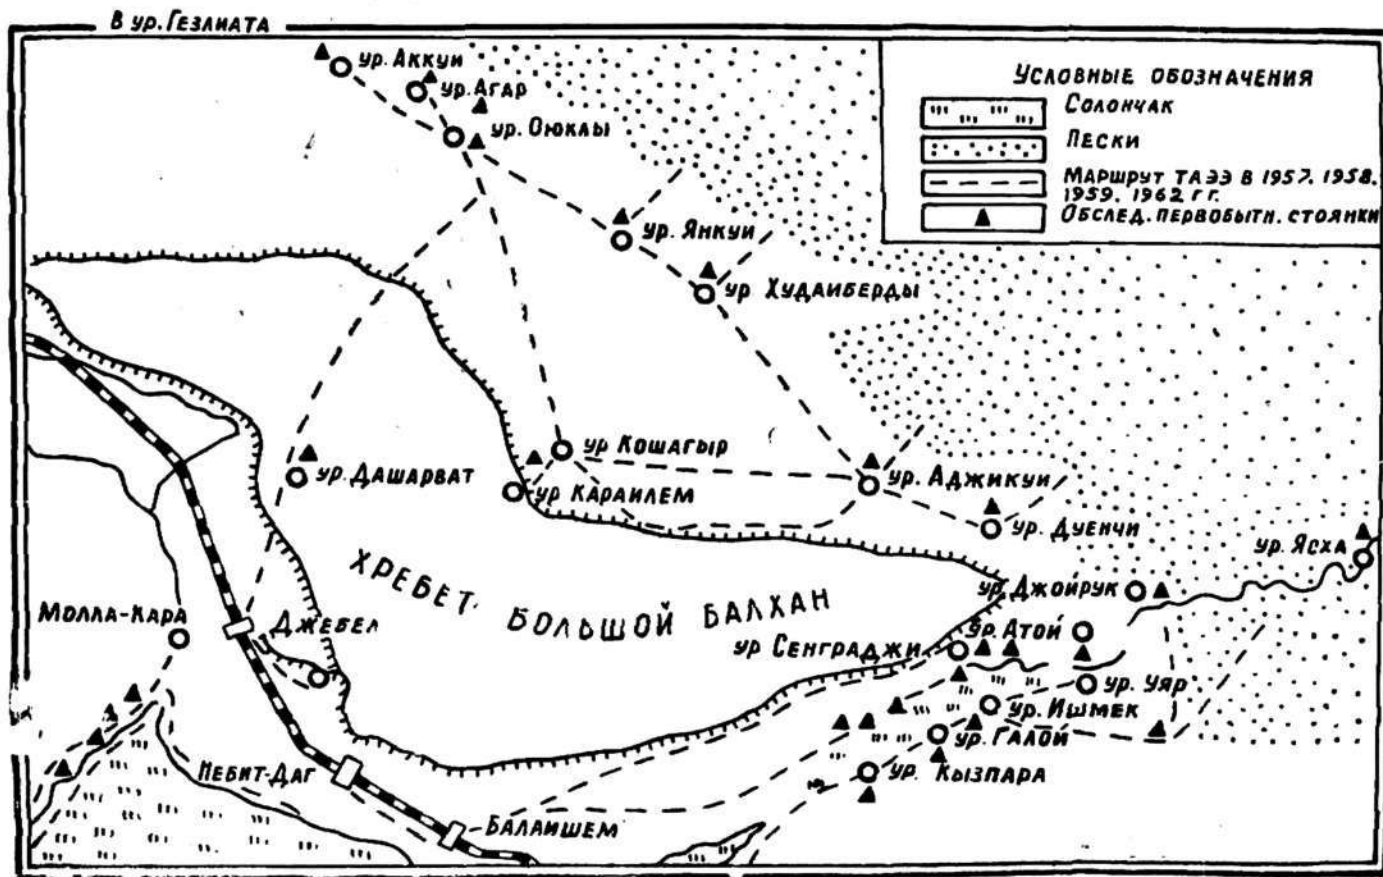 В ур. Гезлиата
ур. Аккуи
ур. Агар
ур. Оюклы
Условные обозначения
Солончак
Пески
Маршрут ТАЭЭ в 1957. 1958.
1959. 1962 гг.
Обслед. первобытн. стоянки
ур. Янкуи
ур Худаиберды
ур Кошагыр
ур. Дашарват
ур Караилем
ур. Аджикуи
ур. Дуенчи
ур. Ясха
Хребет Большой Балхан
ур. Джойрук
Молла-Кара
Джебел
ур. Атой
ур Сенграджи
ур. Уяр
ур. Ишмек
ур. Галой
Небит-Даг
ур. Кызпара
Балаишем